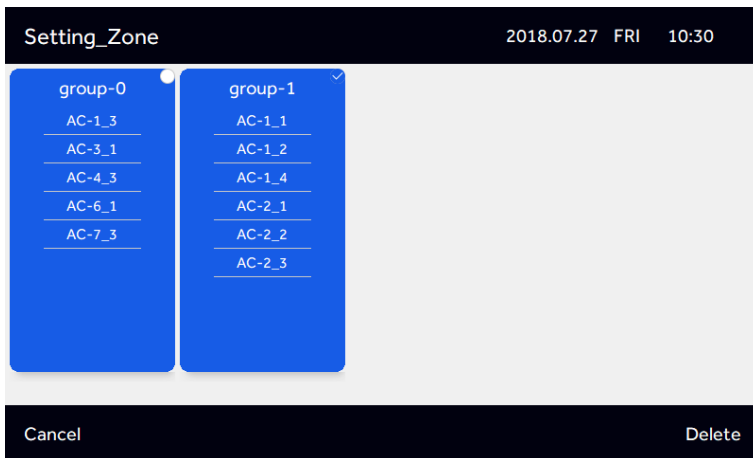 Setting_Zone 2018.07.27 FRI 10:30
group-0
AC-1_3
AC-3_1
AC-4_3
AC-6_1
AC-7_3
group-1
AC-1_1
AC-1_2
AC-1_4
AC-2_1
AC-2_2
AC-2_3
Cancel Delete